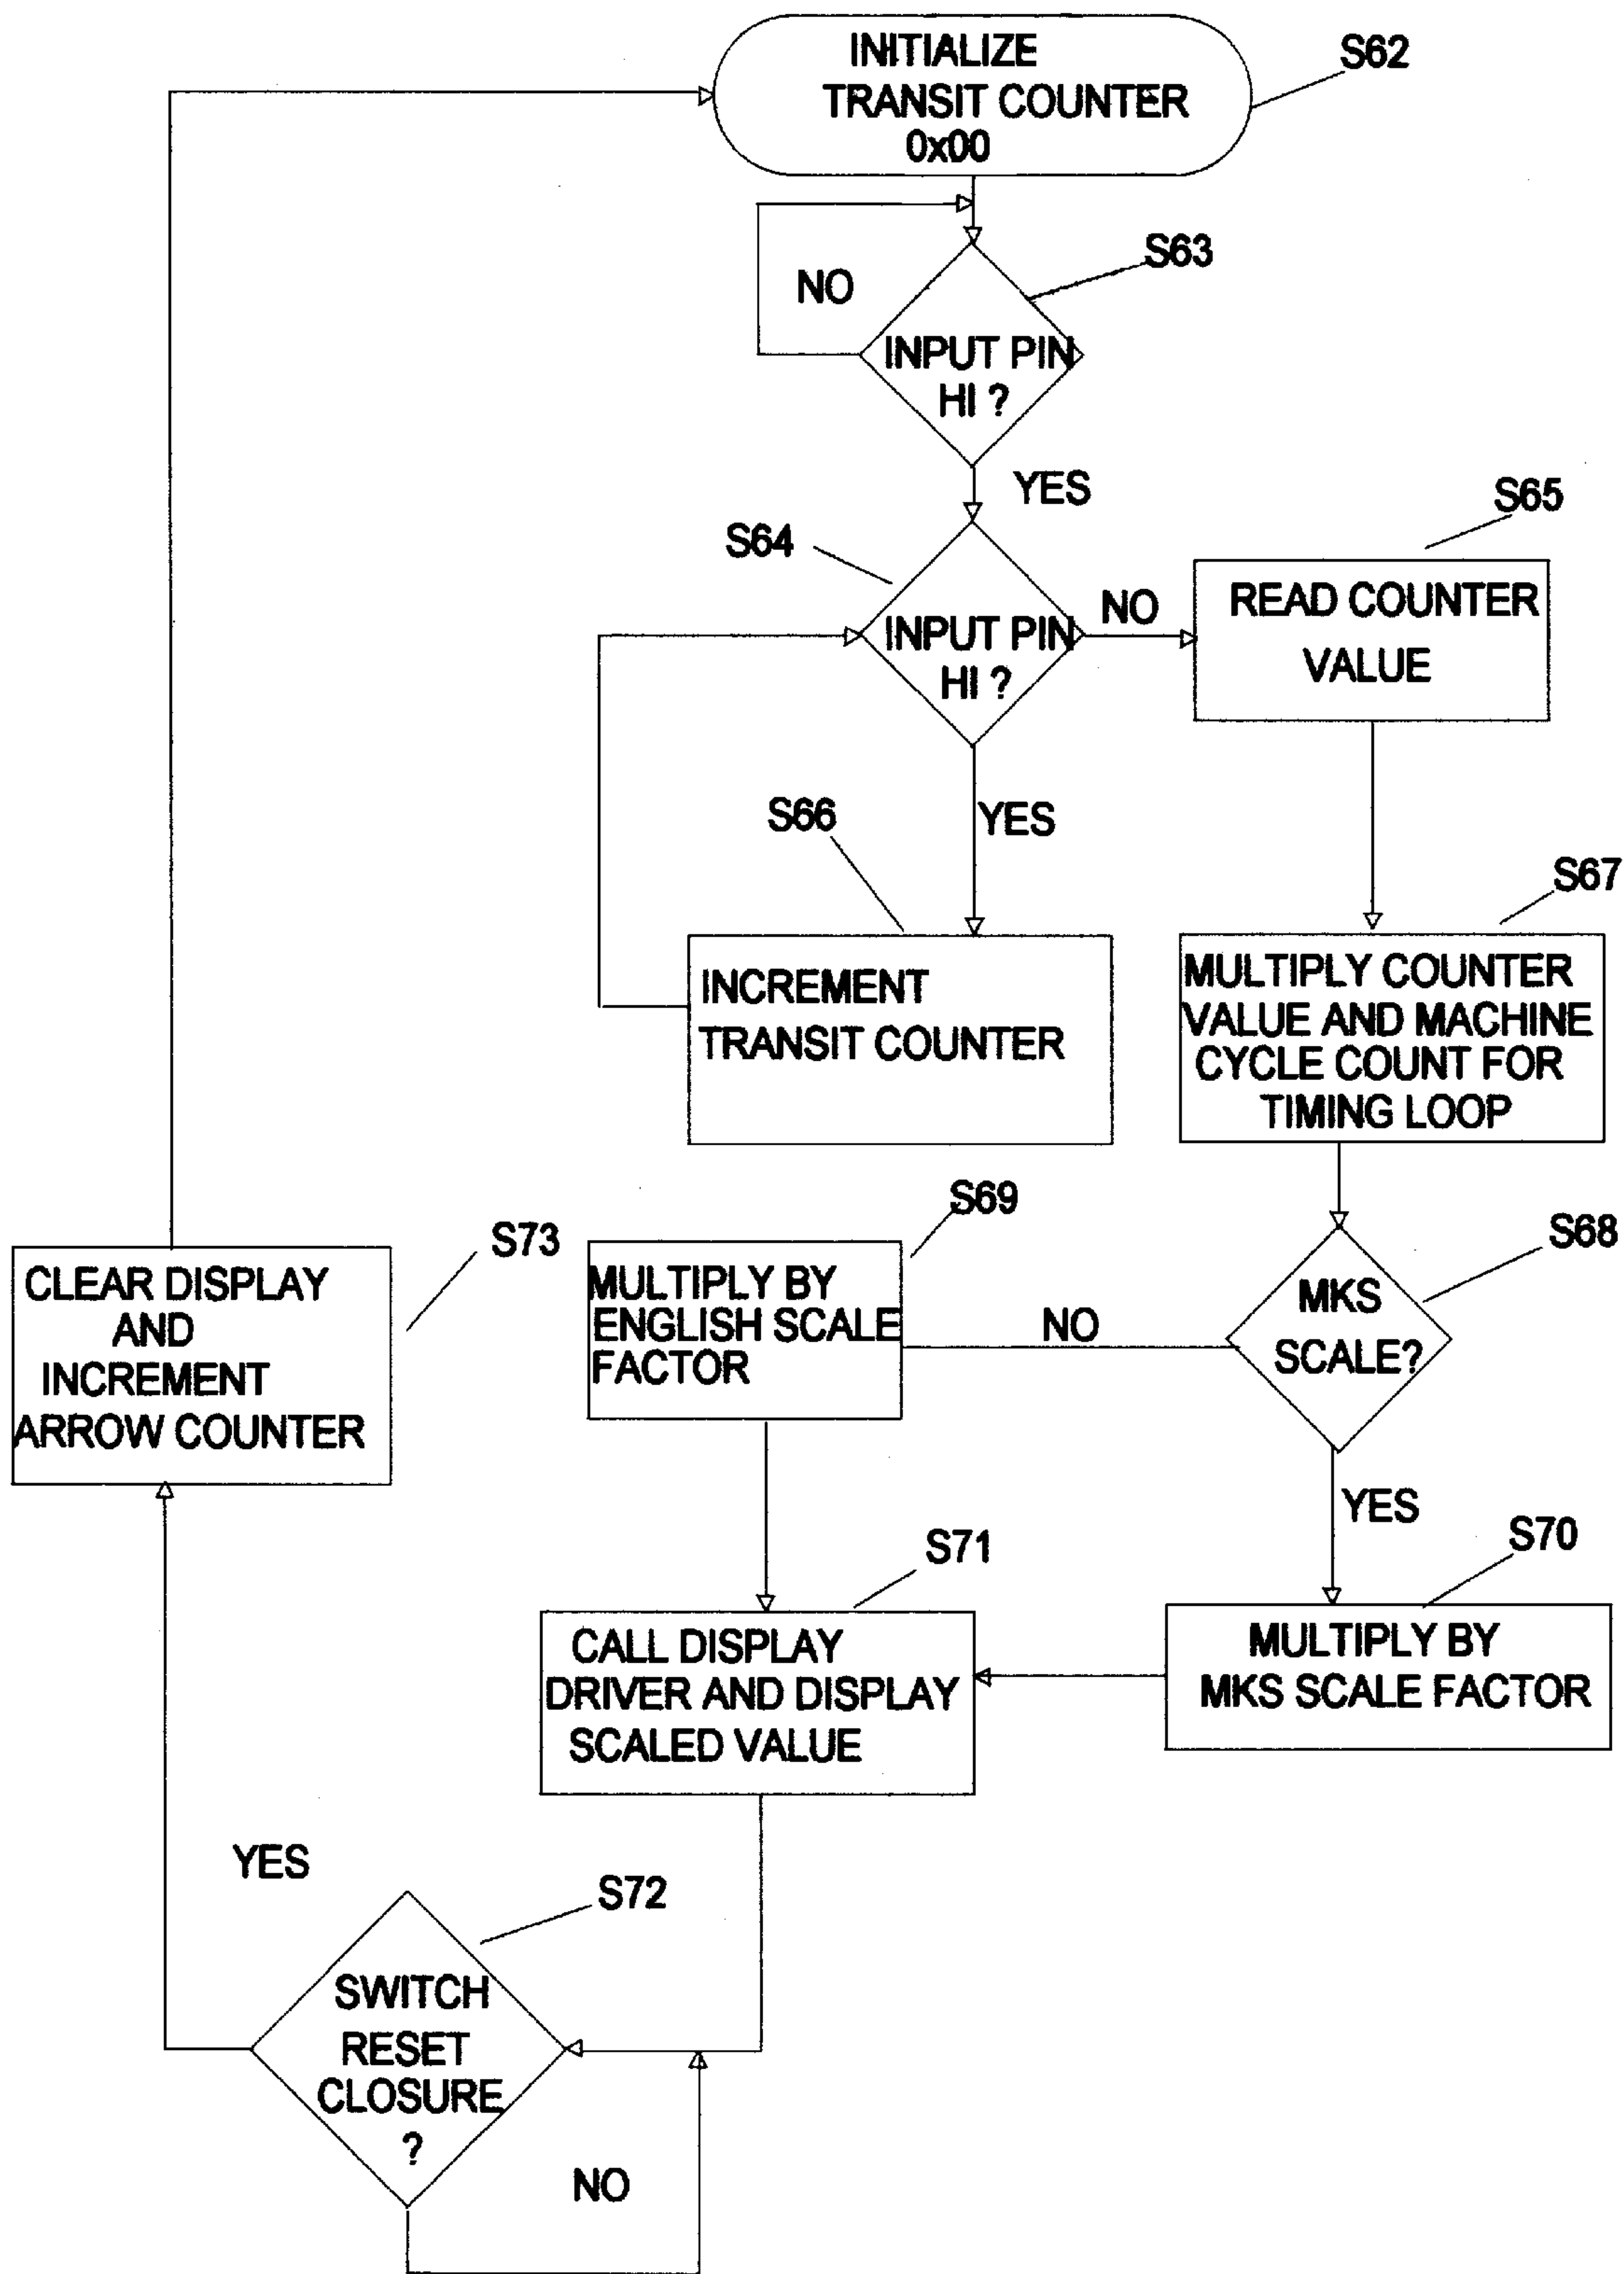 INITIALIZE
TRANSIT COUNTER
0x00
S62
S63
NO
INPUT PIN
HI ?
YES
S64
INPUT PIN
HI ?
NO
S65
READ COUNTER
VALUE
YES
S66
INCREMENT
TRANSIT COUNTER
S67
MULTIPLY COUNTER
VALUE AND MACHINE
CYCLE COUNT FOR
TIMING LOOP
S68
MKS
SCALE?
NO
S69
MULTIPLY BY
ENGLISH SCALE
FACTOR
YES
S70
MULTIPLY BY
MKS SCALE FACTOR
S71
CALL DISPLAY
DRIVER AND DISPLAY
SCALED VALUE
S72
SWITCH
RESET
CLOSURE
?
NO
YES
S73
CLEAR DISPLAY
AND
INCREMENT
ARROW COUNTER